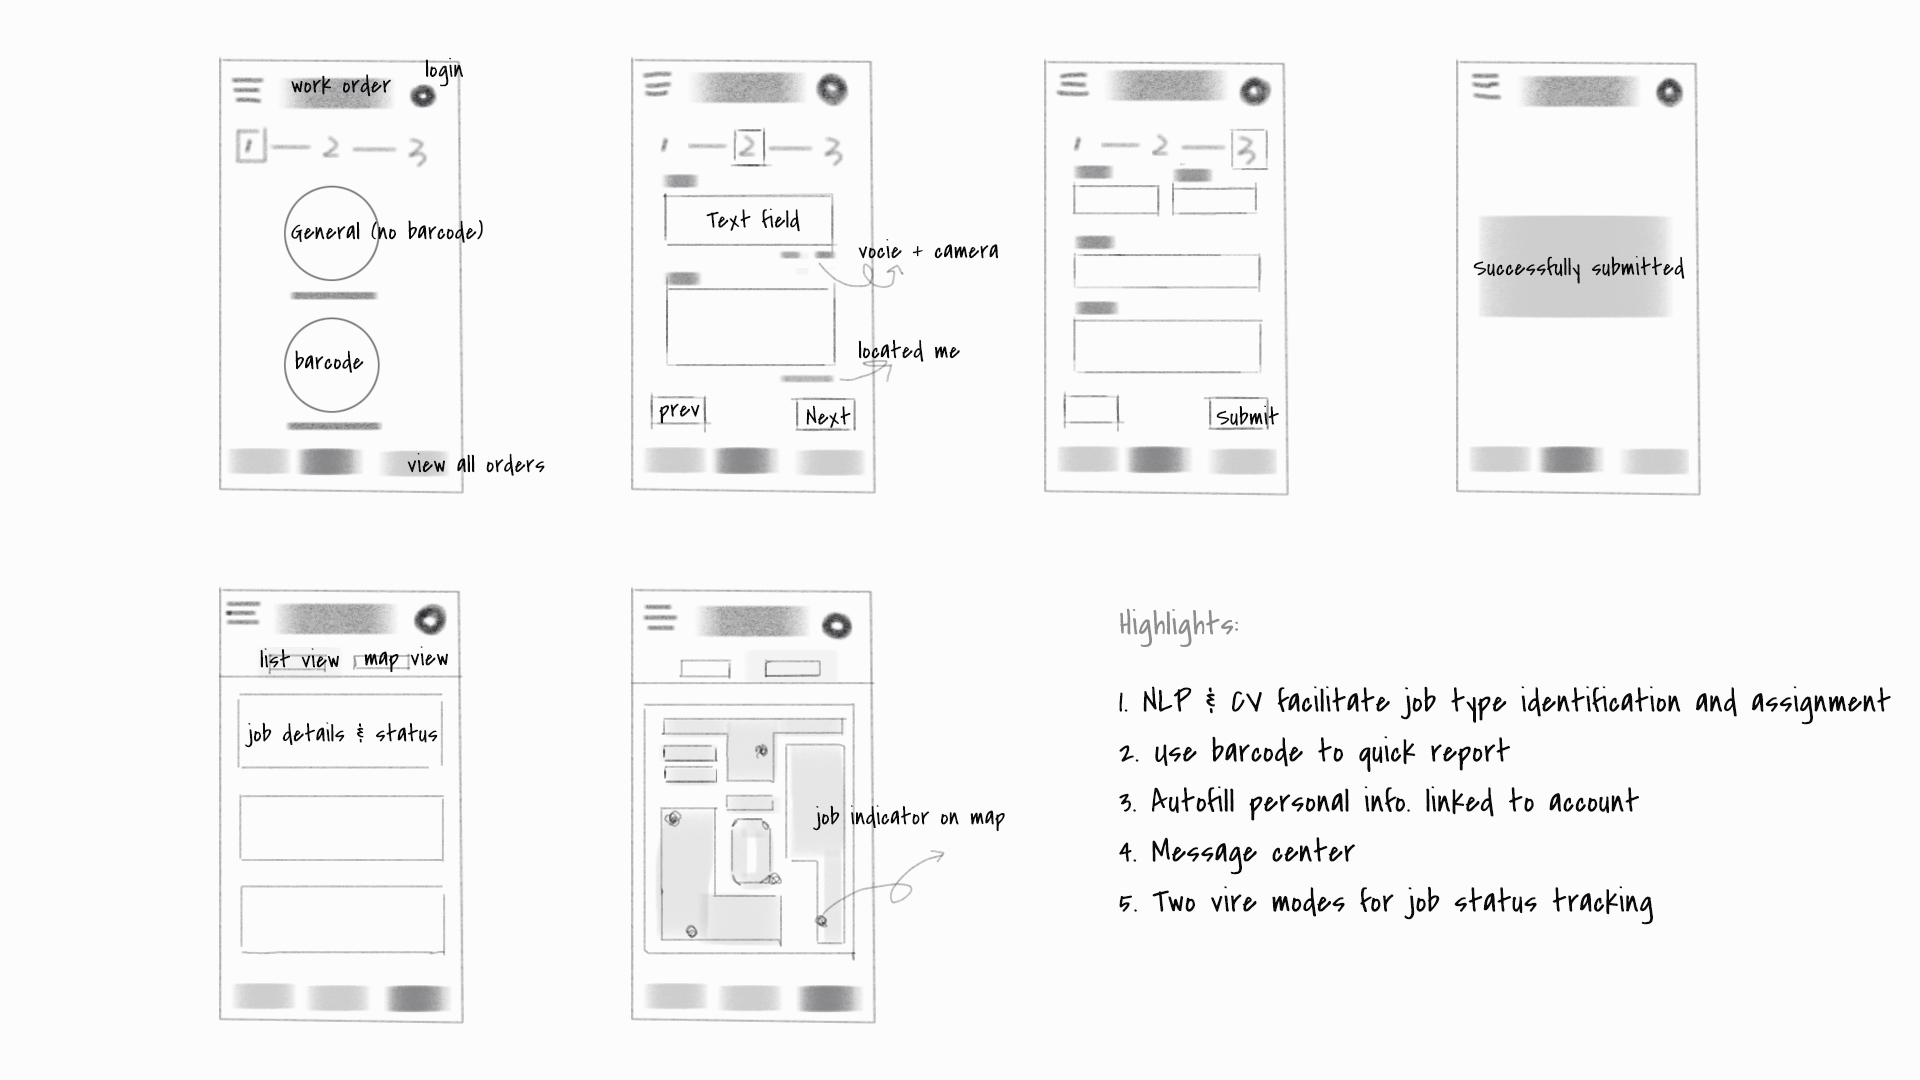 work order
login
1 2 3
General (no barcode)
barcode
view all orders
1 2 3
Text field
vocie + camera
located me
prev
Next
1 2 3
Submit
Successfully submitted
list view
map view
job details & status
job indicator on map
Highlights:
1. NLP & CV facilitate job type identification and assignment
2. use barcode to quick report
3. Autofill personal info. linked to account
4. Message center
5. Two vire modes for job status tracking